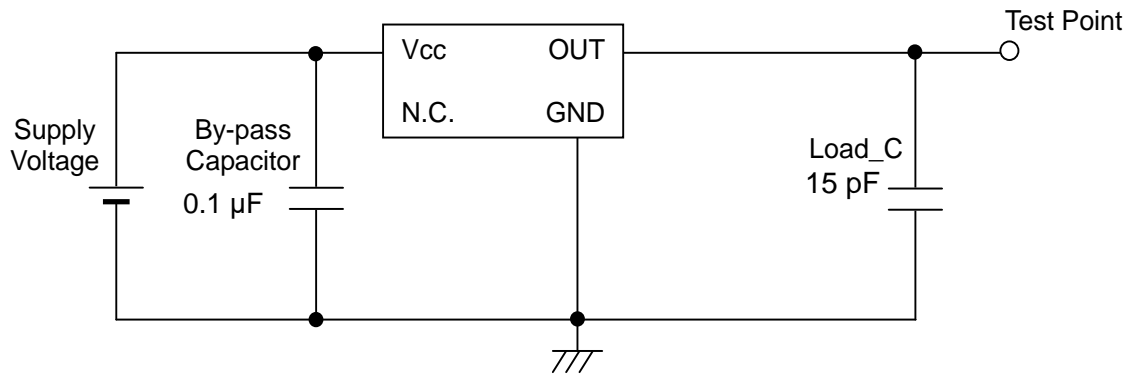 Test Point
Vcc OUT
N.C. GND
Supply
Voltage
By-pass
Capacitor
0.1 µF
Load_C
15 pF